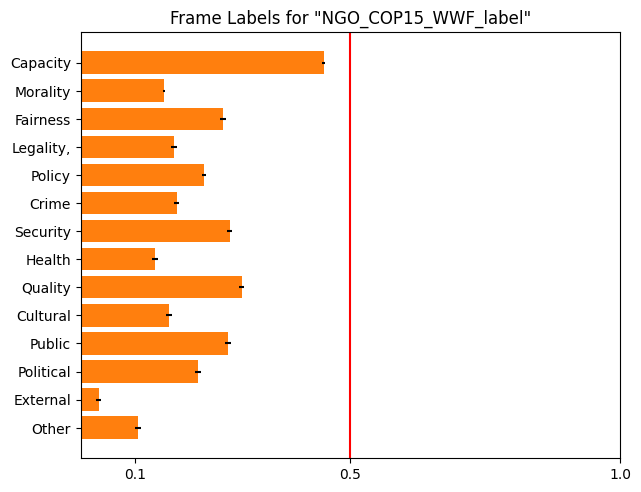 Frame Labels for "NGO_COP15_WWF_label"
Capacity
Morality
Fairness
Legality,
Policy
Crime
Security
Health
Quality
Cultural
Public
Political
External
Other
0.1 0.5 1.0